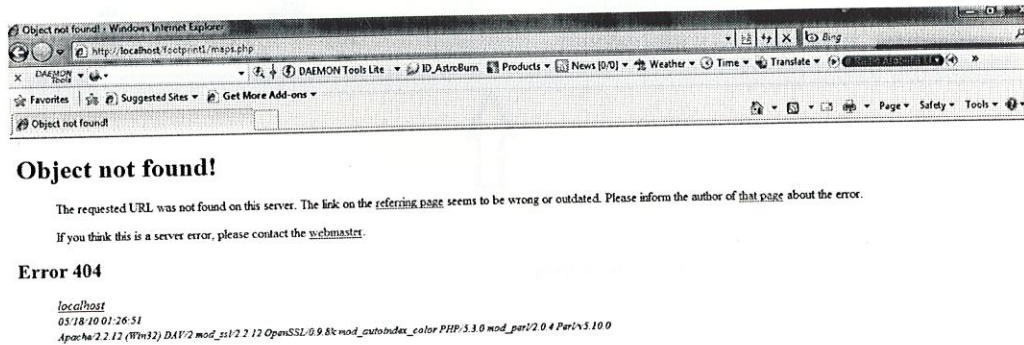 Object not found! - Windows Internet Explorer
http://localhost/footprint1/maps.php
Bing
DAEMON Tools
DAEMON Tools Lite ID_AstroBurn Products News [0/0] Weather Time Translate »
Favorites Suggested Sites Get More Add-ons
Object not found!
Page Safety Tools
Object not found!
The requested URL was not found on this server. The link on the referring page seems to be wrong or outdated. Please inform the author of that page about the error.
If you think this is a server error, please contact the webmaster.
Error 404
localhost
05/18/10 01:26:51
Apache/2.2.12 (Win32) DAV/2 mod_ssl/2.2.12 OpenSSL/0.9.8k mod_autoindex_color PHP/5.3.0 mod_perl/2.0.4 Perl/v5.10.0